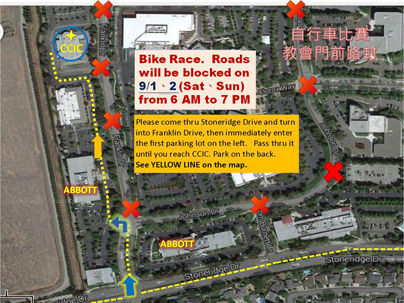 自行車比賽
教會門前路封
CCIC
Bike Race. Roads
will be blocked on
9/1、2 (Sat、Sun)
from 6 AM to 7 PM
Please come thru Stoneridge Drive and turn
into Franklin Drive, then immediately enter
the first parking lot on the left. Pass thru it
until you reach CCIC. Park on the back.
See YELLOW LINE on the map.
ABBOTT
Johnson Dr
ABBOTT
Stoneridge Dr
Stoneridge Dr